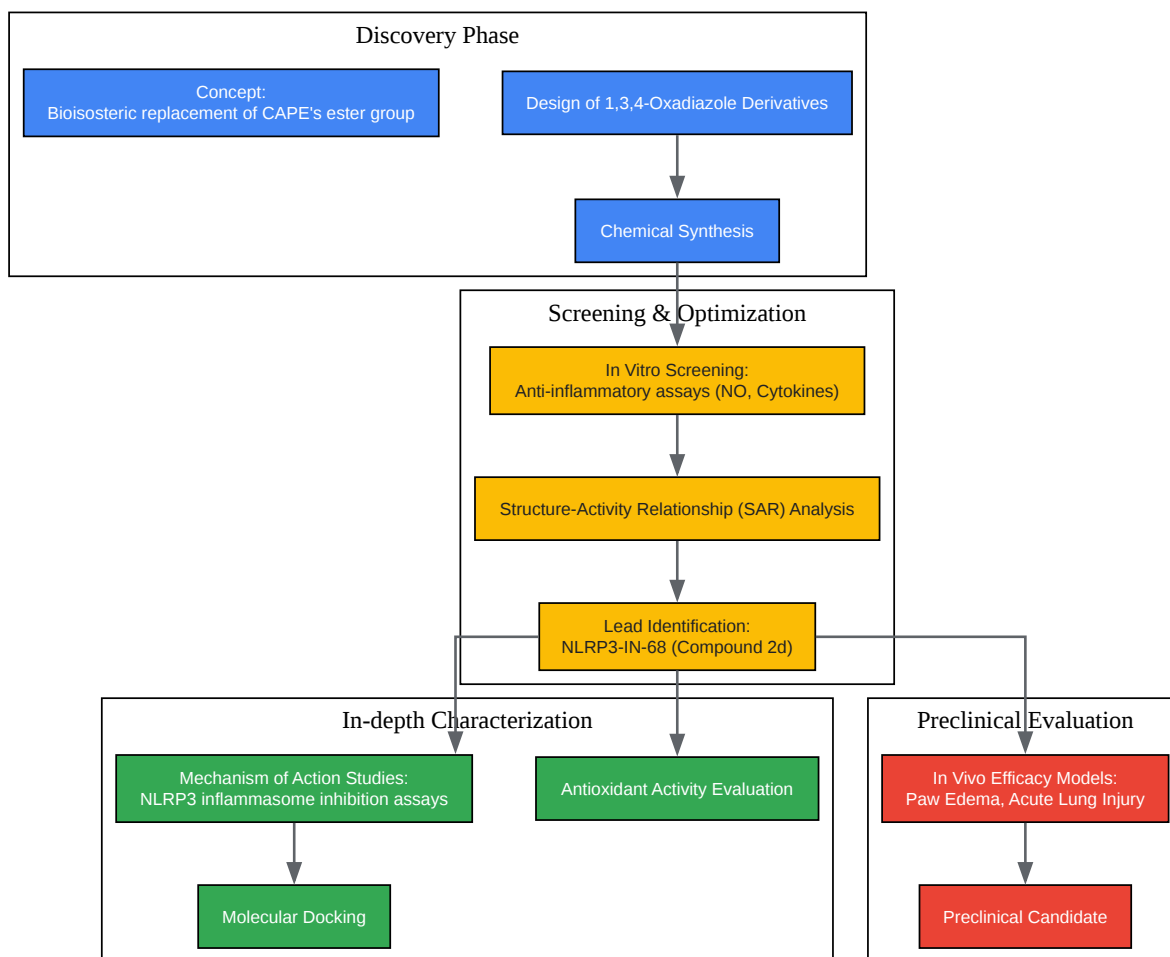 Discovery Phase
Concept:
Bioisosteric replacement of CAPE's ester group
Design of 1,3,4-Oxadiazole Derivatives
Chemical Synthesis
Screening & Optimization
In Vitro Screening:
Anti-inflammatory assays (NO, Cytokines)
Structure-Activity Relationship (SAR) Analysis
Lead Identification:
NLRP3-IN-68 (Compound 2d)
In-depth Characterization
Mechanism of Action Studies:
NLRP3 inflammasome inhibition assays
Antioxidant Activity Evaluation
Molecular Docking
Preclinical Evaluation
In Vivo Efficacy Models:
Paw Edema, Acute Lung Injury
Preclinical Candidate